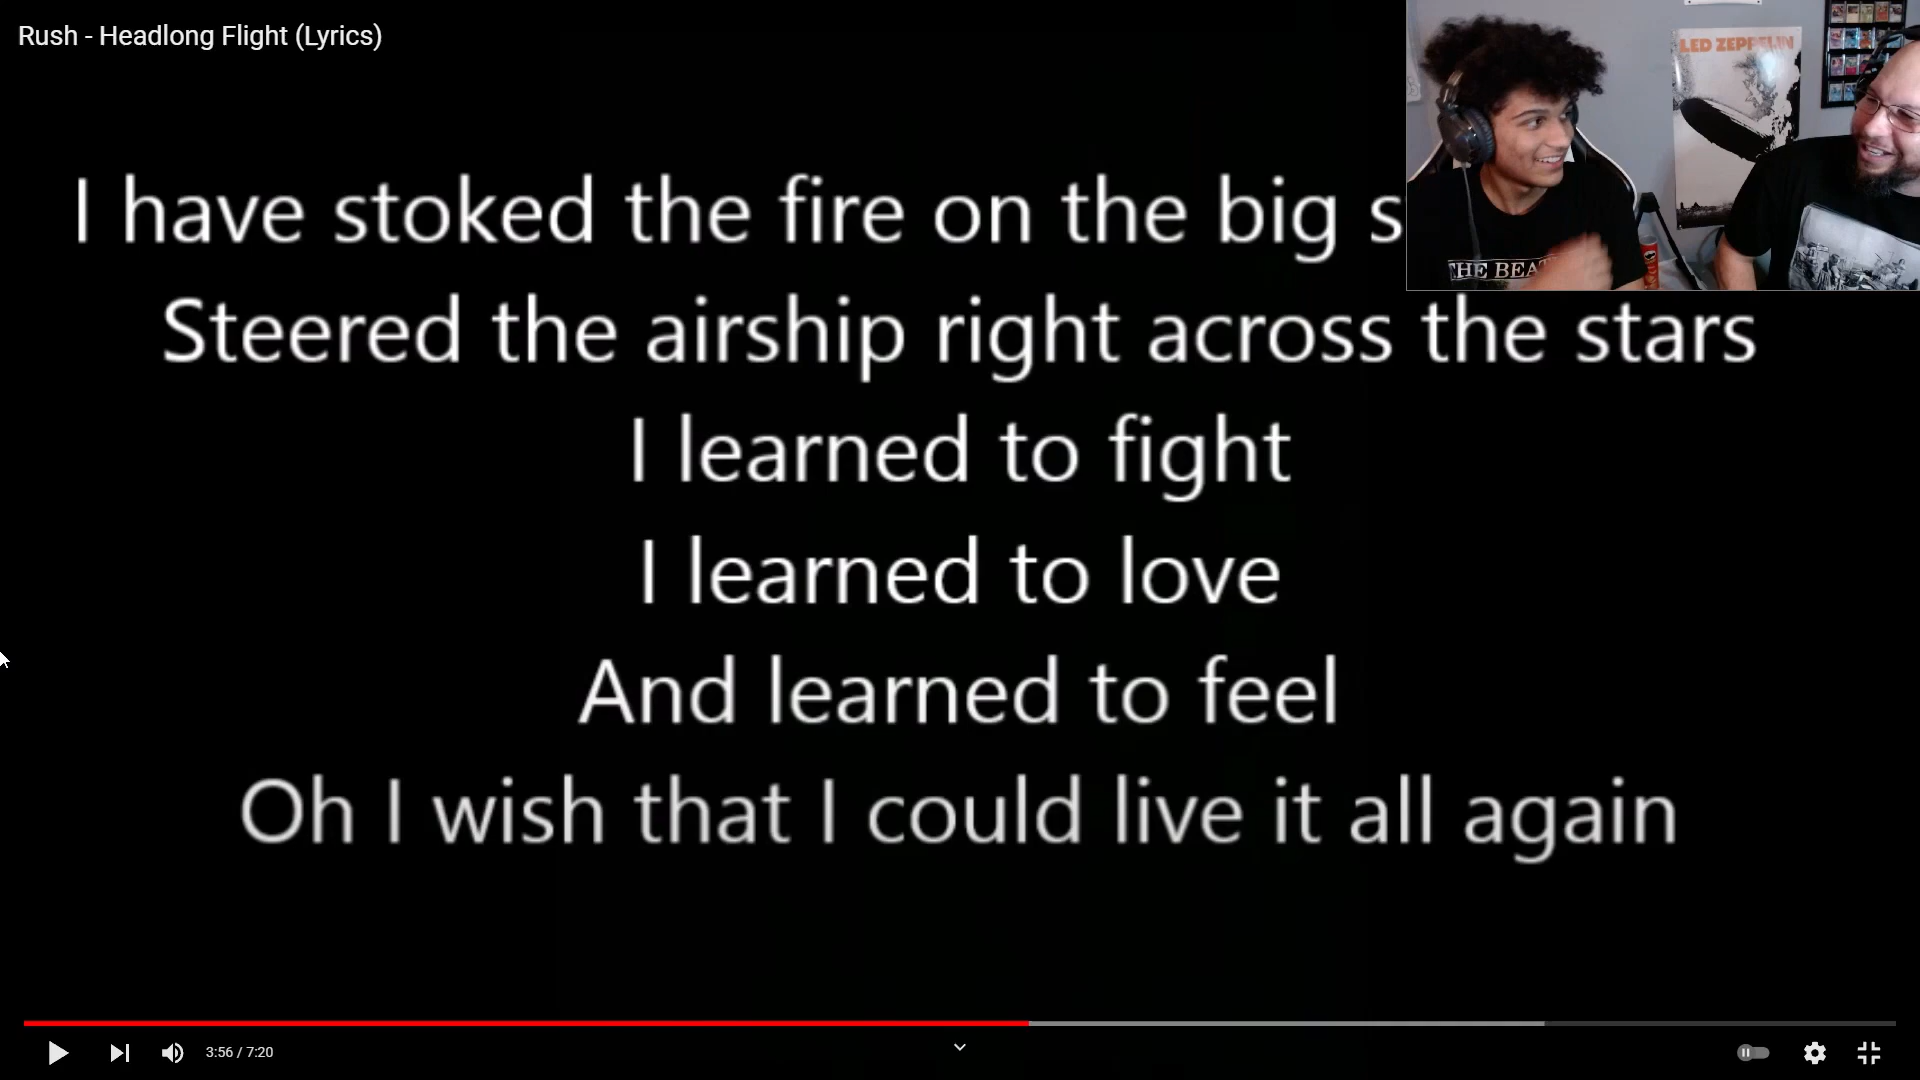 Rush - Headlong Flight (Lyrics)
LED ZEPPELIN
I have stoked the fire on the big s
THE BEA
Steered the airship right across the stars
I learned to fight
I learned to love
And learned to feel
Oh I wish that I could live it all again
3:56 / 7:20